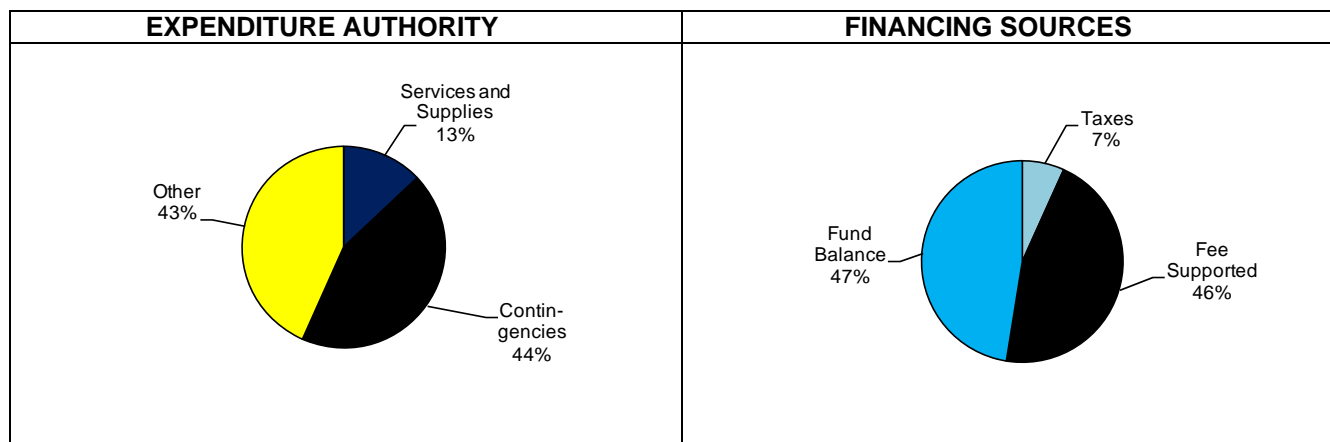 EXPENDITURE AUTHORITY
Services and
Supplies
13%
Other
43%
Contin-
gencies
44%
FINANCING SOURCES
Taxes
7%
Fund
Balance
47%
Fee
Supported
46%